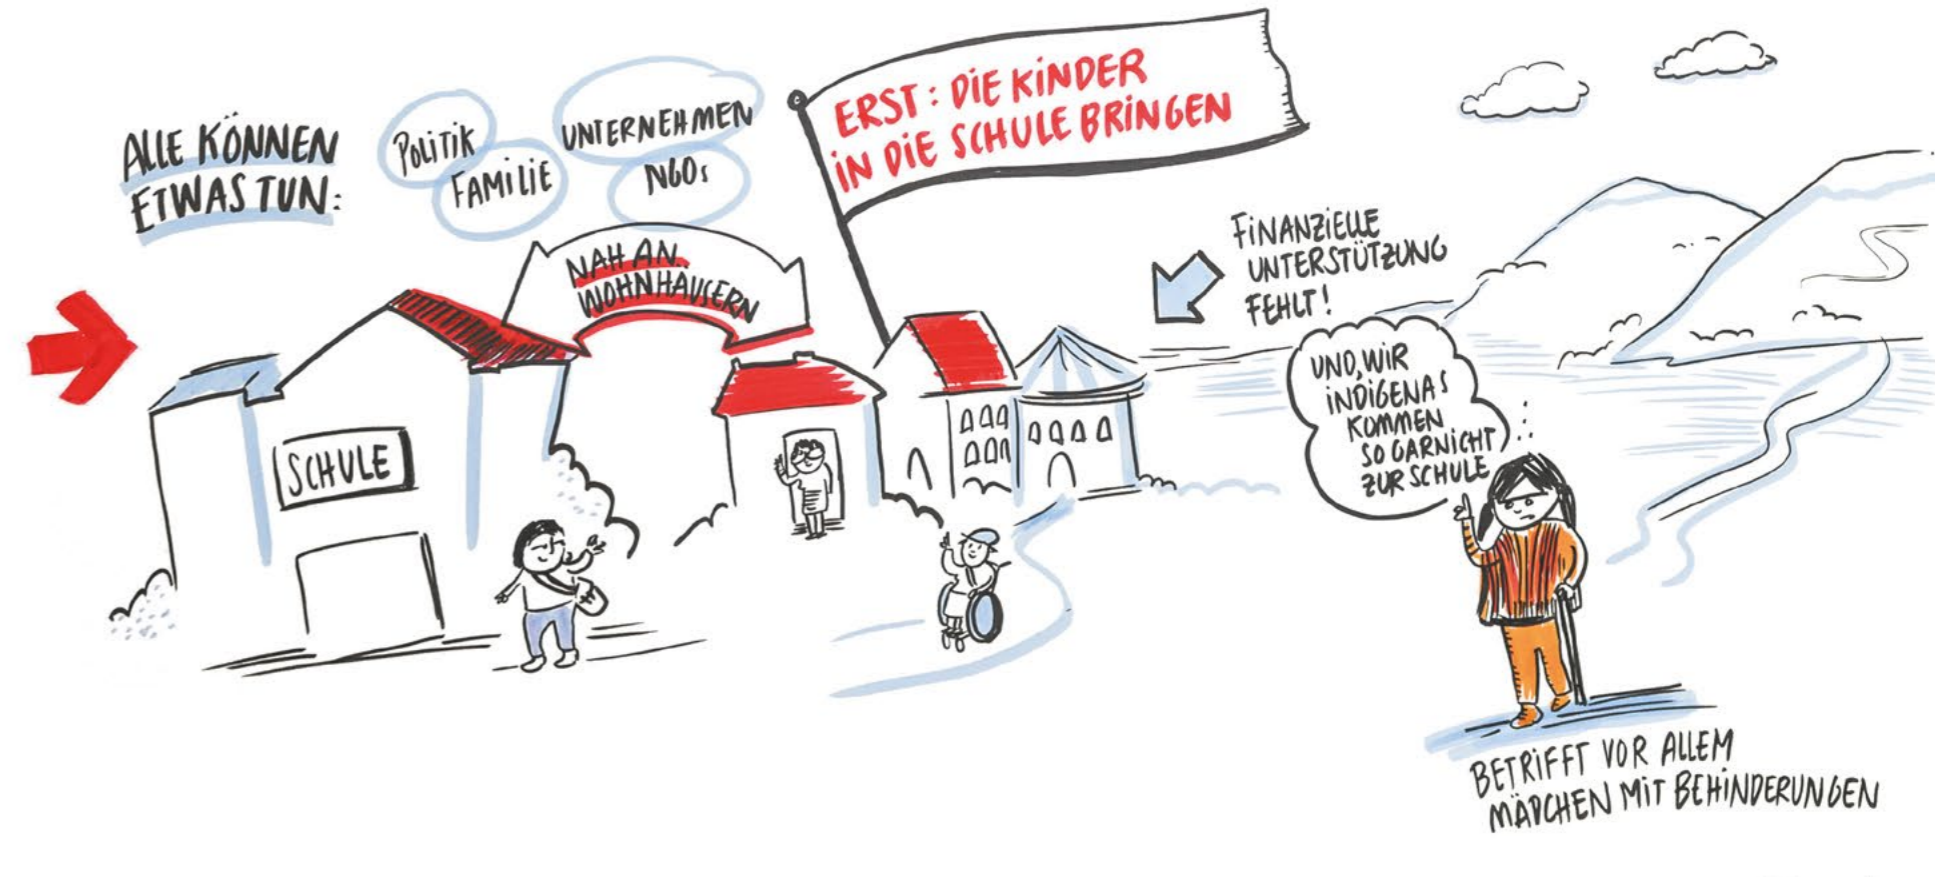 ALLE KÖNNEN
ETWAS TUN:
POLITIK
FAMILIE
UNTERNEHMEN
NGOs
ERST: DIE KINDER
IN DIE SCHULE BRINGEN
NAH AN
WOHNHÄUSERN
SCHULE
FINANZIELLE
UNTERSTÜTZUNG
FEHLT!
UND, WIR
INDIGENAS
KOMMEN
SO GARNICHT
ZUR SCHULE
BETRIFFT VOR ALLEM
MÄDCHEN MIT BEHINDERUNGEN